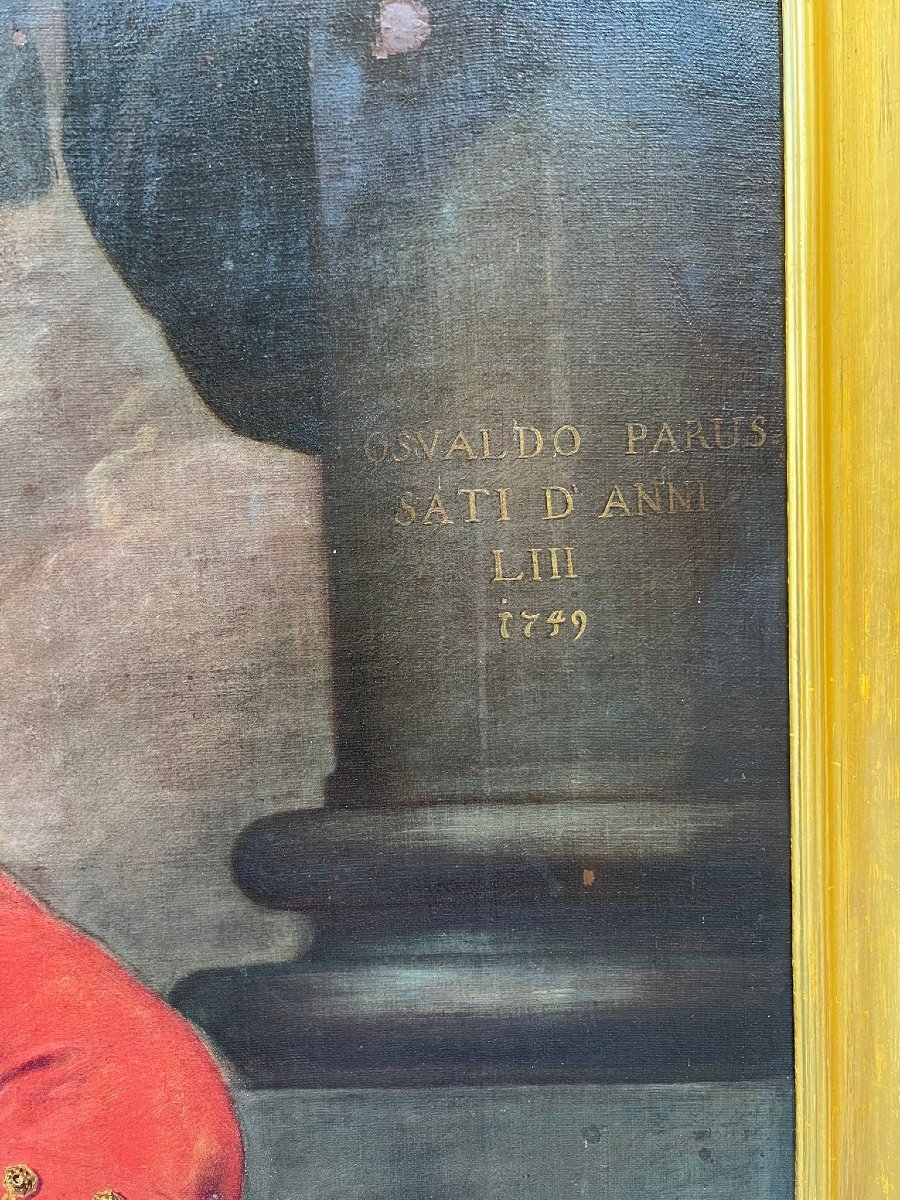 OSVALDO PARUS=
SATI D'ANNI
LIII
1749